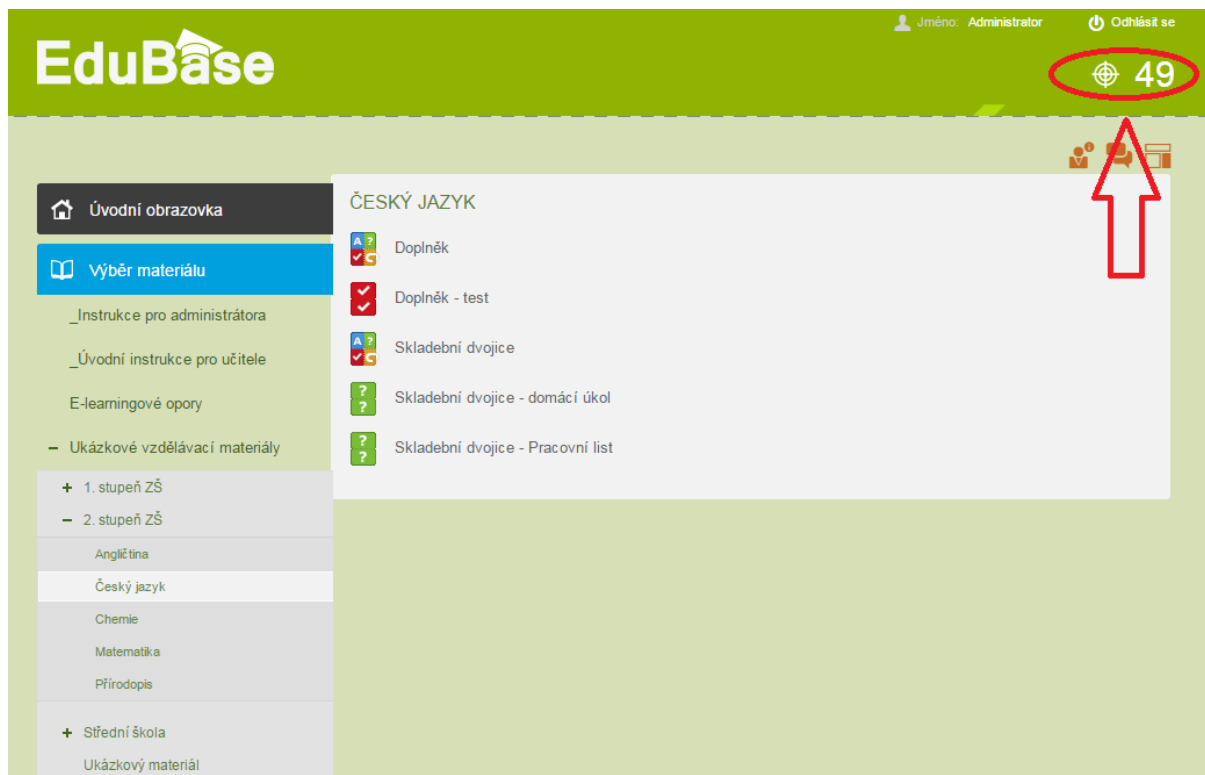 Jméno: Administrator
Odhlásit se
EduBase
49
Úvodní obrazovka
Výběr materiálu
_Instrukce pro administrátora
_Úvodní instrukce pro učitele
E-learningové opory
– Ukázkové vzdělávací materiály
+ 1. stupeň ZŠ
– 2. stupeň ZŠ
Angličtina
Český jazyk
Chemie
Matematika
Přírodopis
+ Střední škola
Ukázkový materiál
ČESKÝ JAZYK
Doplněk
Doplněk - test
Skladební dvojice
Skladební dvojice - domácí úkol
Skladební dvojice - Pracovní list